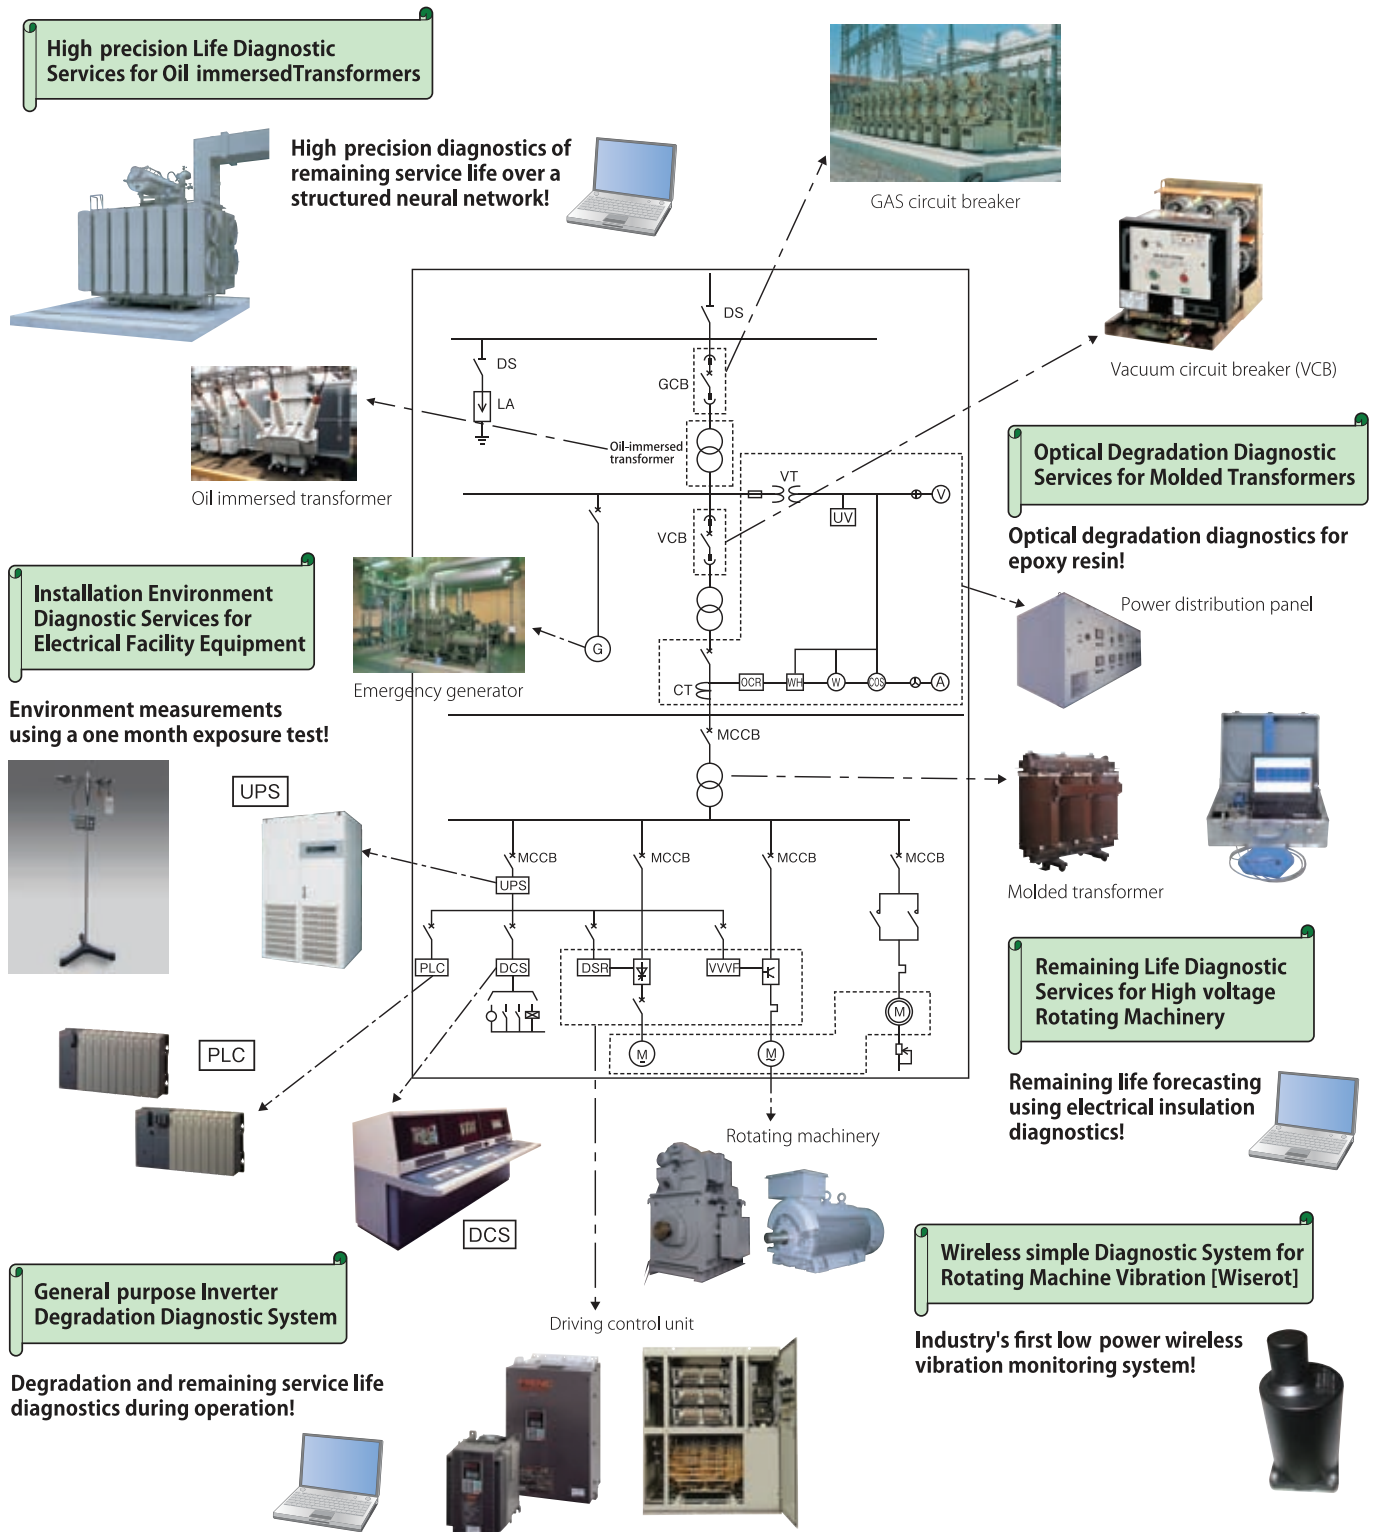 High precision Life Diagnostic
Services for Oil immersedTransformers
High precision diagnostics of
remaining service life over a
structured neural network!
GAS circuit breaker
Vacuum circuit breaker (VCB)
DS
DS
LA
GCB
Oil-immersed
transformer
Oil immersed transformer
VT
V
UV
VCB
Optical Degradation Diagnostic
Services for Molded Transformers
Optical degradation diagnostics for
epoxy resin!
Power distribution panel
Installation Environment
Diagnostic Services for
Electrical Facility Equipment
Environment measurements
using a one month exposure test!
Emergency generator
G
CT
OCR
WH
W
COS
A
MCCB
Molded transformer
UPS
MCCB
MCCB
MCCB
MCCB
UPS
PLC
DCS
DSR
VVVF
M
M
M
PLC
DCS
Rotating machinery
Remaining Life Diagnostic
Services for High voltage
Rotating Machinery
Remaining life forecasting
using electrical insulation
diagnostics!
General purpose Inverter
Degradation Diagnostic System
Degradation and remaining service life
diagnostics during operation!
Driving control unit
Wireless simple Diagnostic System for
Rotating Machine Vibration [Wiserot]
Industry's first low power wireless
vibration monitoring system!